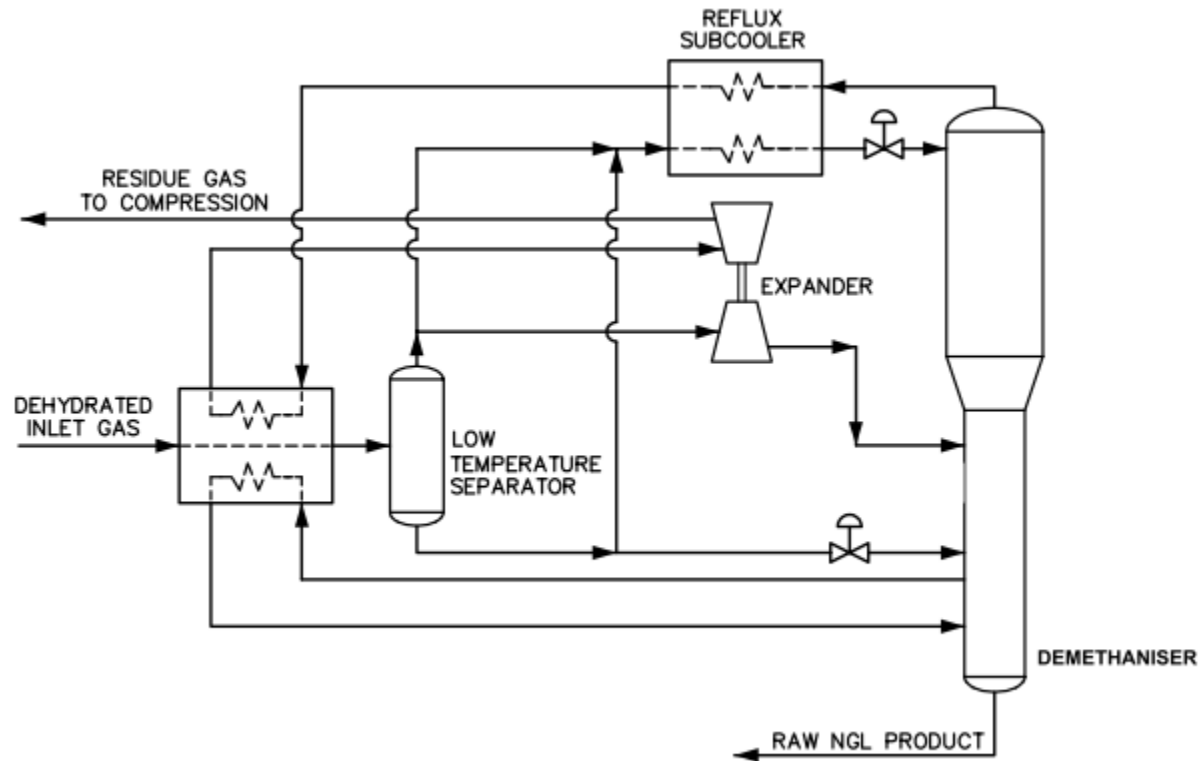 REFLUX
SUBCOOLER
RESIDUE GAS
TO COMPRESSION
EXPANDER
DEHYDRATED
INLET GAS
LOW
TEMPERATURE
SEPARATOR
DEMETHANISER
RAW NGL PRODUCT